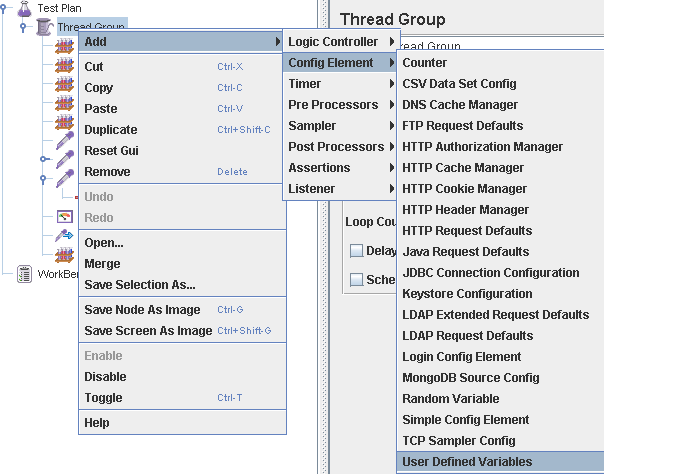 Test Plan
Thread Group
Thread Group
Add
Cut Ctrl-X
Copy Ctrl-C
Paste Ctrl-V
Duplicate Ctrl+Shift-C
Reset Gui
Remove Delete
Undo
Redo
Open...
Merge
Save Selection As...
Save Node As Image Ctrl-G
Save Screen As Image Ctrl+Shift-G
Enable
Disable
Toggle Ctrl-T
Help
WorkBen
Logic Controller
Config Element
Timer
Pre Processors
Sampler
Post Processors
Assertions
Listener
Thread Group
Loop Cou
Delay
Sche
Counter
CSV Data Set Config
DNS Cache Manager
FTP Request Defaults
HTTP Authorization Manager
HTTP Cache Manager
HTTP Cookie Manager
HTTP Header Manager
HTTP Request Defaults
Java Request Defaults
JDBC Connection Configuration
Keystore Configuration
LDAP Extended Request Defaults
LDAP Request Defaults
Login Config Element
MongoDB Source Config
Random Variable
Simple Config Element
TCP Sampler Config
User Defined Variables